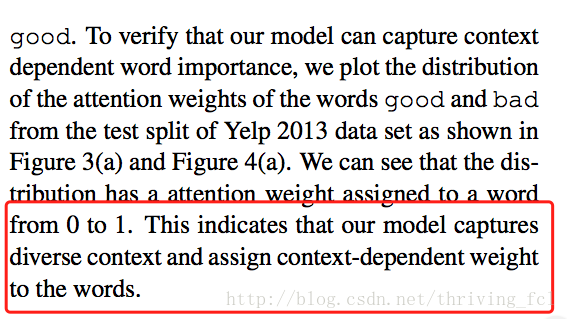 good. To verify that our model can capture context
dependent word importance, we plot the distribution
of the attention weights of the words good and bad
from the test split of Yelp 2013 data set as shown in
Figure 3(a) and Figure 4(a). We can see that the dis-
tribution has a attention weight assigned to a word
from 0 to 1. This indicates that our model captures
diverse context and assign context-dependent weight
to the words.
http://blog.csdn.net/thriving_fcl